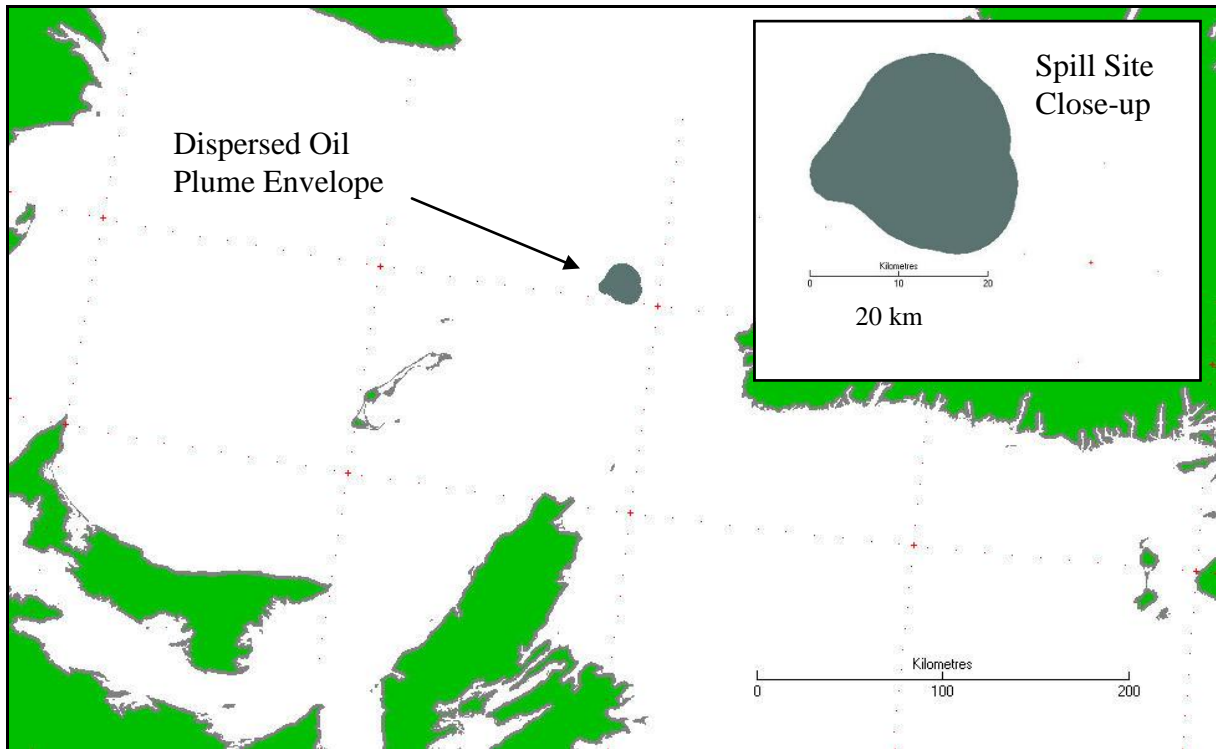 Spill Site
Close-up
Dispersed Oil
Plume Envelope
Kilometres
0 10 20
20 km
Kilometres
0 100 200